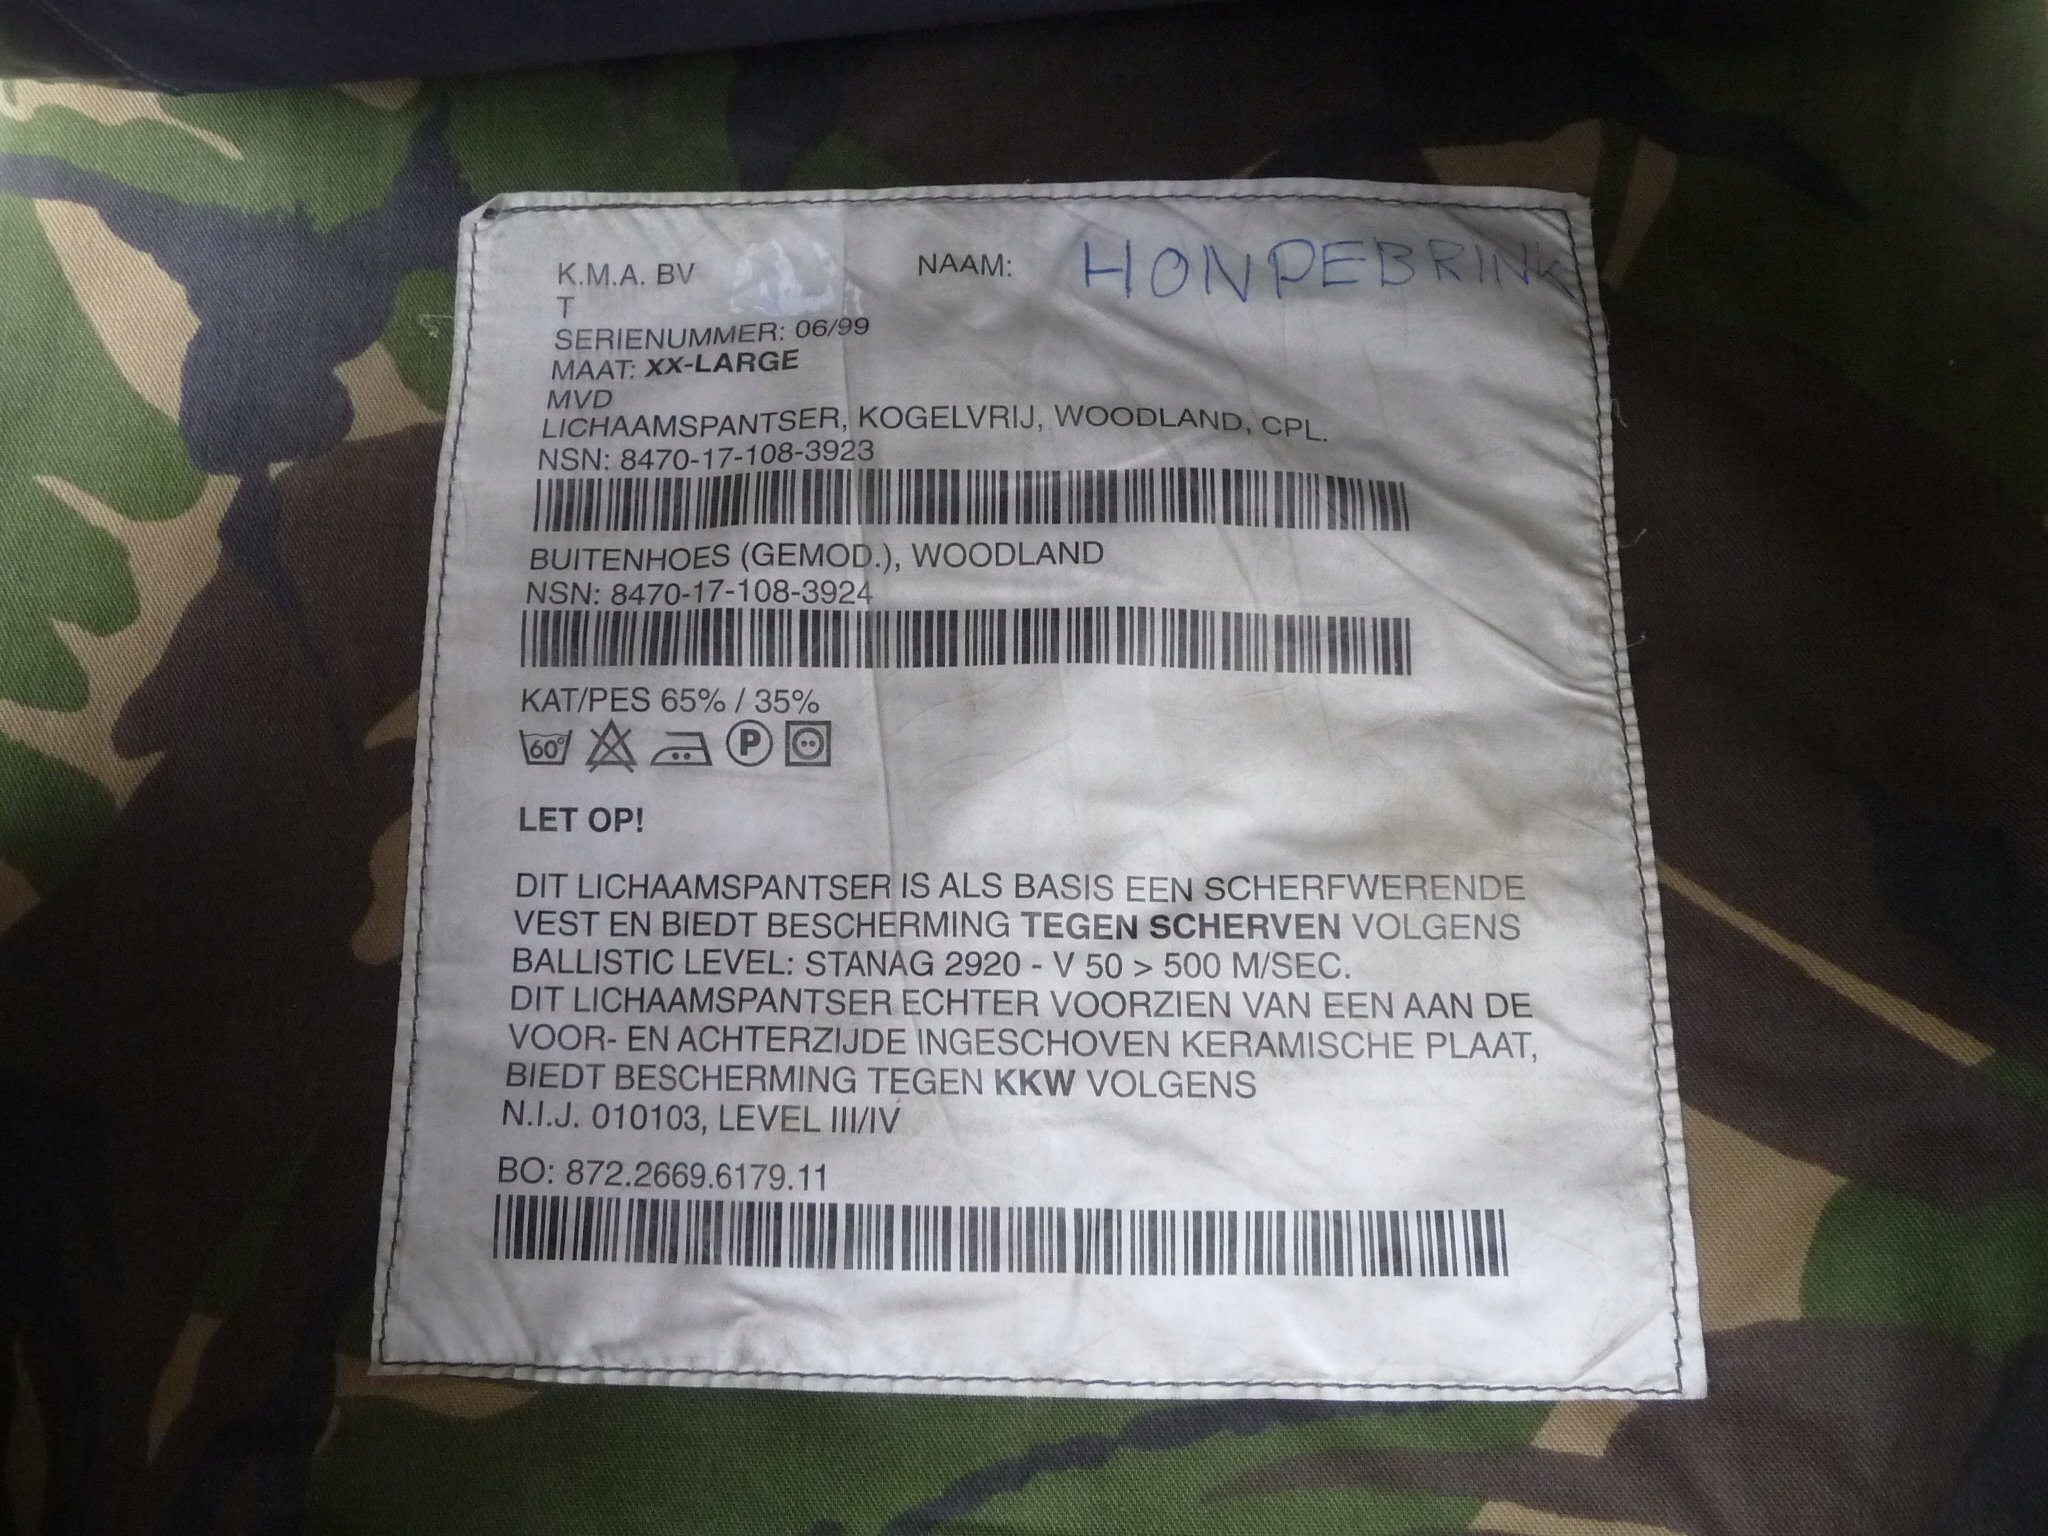 K.M.A. BV
T
NAAM: HONDEBRINK
SERIENUMMER: 06/99
MAAT: XX-LARGE
MVD
LICHAAMSPANTSER, KOGELVRIJ, WOODLAND, CPL.
NSN: 8470-17-108-3923
BUITENHOES (GEMOD.), WOODLAND
NSN: 8470-17-108-3924
KAT/PES 65% / 35%
60° P
LET OP!
DIT LICHAAMSPANTSER IS ALS BASIS EEN SCHERFWERENDE
VEST EN BIEDT BESCHERMING TEGEN SCHERVEN VOLGENS
BALLISTIC LEVEL: STANAG 2920 - V 50 > 500 M/SEC.
DIT LICHAAMSPANTSER ECHTER VOORZIEN VAN EEN AAN DE
VOOR- EN ACHTERZIJDE INGESCHOVEN KERAMISCHE PLAAT,
BIEDT BESCHERMING TEGEN KKW VOLGENS
N.I.J. 010103, LEVEL III/IV
BO: 872.2669.6179.11